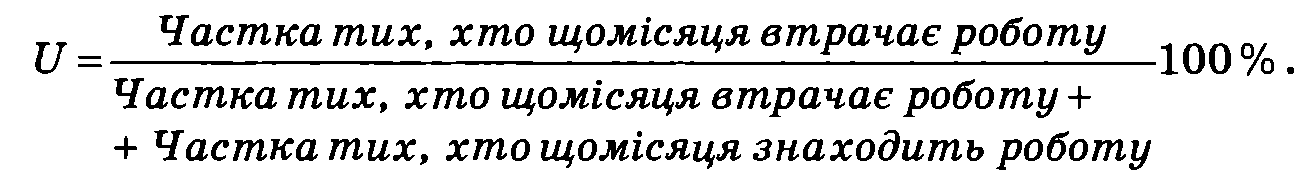 Частка тих, хто щомісяця втрачає роботу
U = 100 % .
Частка тих, хто щомісяця втрачає роботу +
+ Частка тих, хто щомісяця знаходить роботу